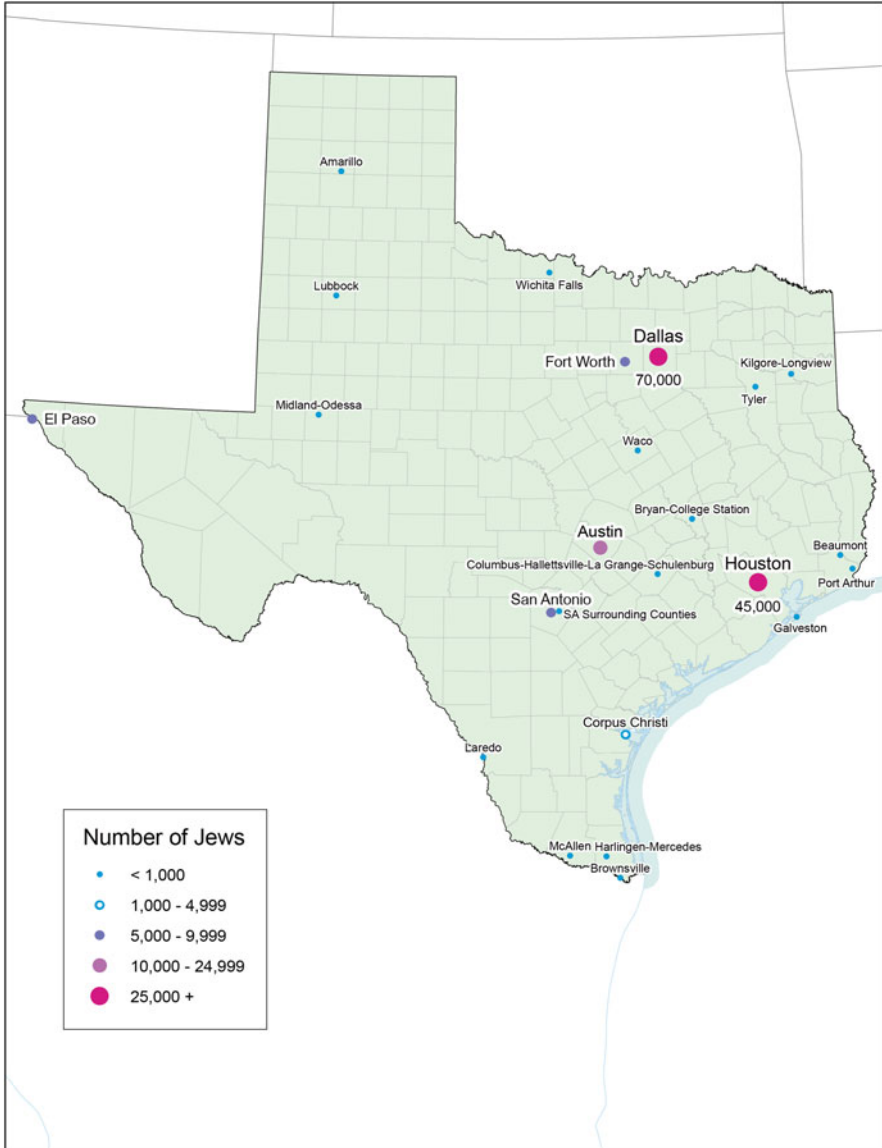 Amarillo
Wichita Falls
Lubbock
Dallas
Fort Worth
70,000
Kilgore-Longview
Tyler
Midland-Odessa
El Paso
Waco
Bryan-College Station
Austin
Columbus-Hallettsville-La Grange-Schulenburg
Houston
45,000
Beaumont
Port Arthur
San Antonio
SA Surrounding Counties
Galveston
Corpus Christi
Laredo
McAllen
Harlingen-Mercedes
Brownsville
Number of Jews
< 1,000
1,000 - 4,999
5,000 - 9,999
10,000 - 24,999
25,000 +